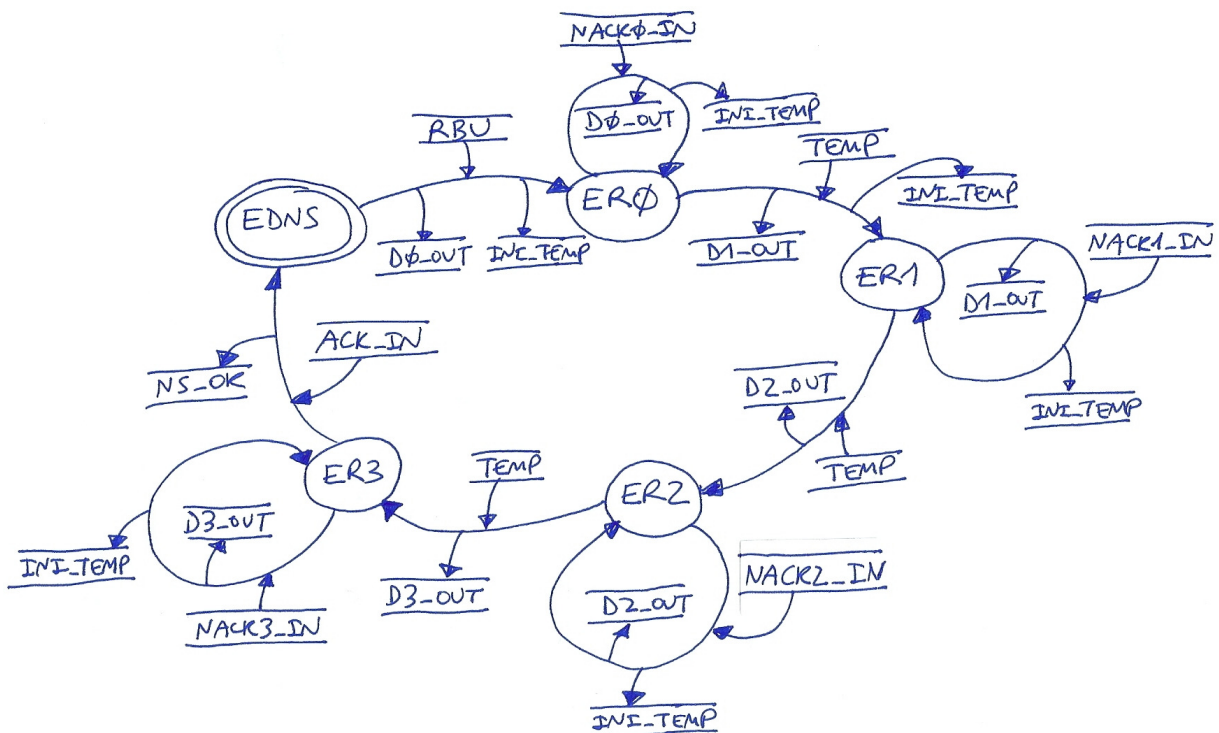 NACKØ_IN
DØ_OUT
INI_TEMP
RBU
TEMP
INI_TEMP
EDNS
ERØ
DØ_OUT
INI_TEMP
D1_OUT
NACK1_IN
ER1
D1_OUT
ACK_IN
NS_OK
D2_OUT
INI_TEMP
TEMP
ER3
TEMP
ER2
D3_OUT
INI_TEMP
D3_OUT
NACK2_IN
D2_OUT
NACK3_IN
INI_TEMP